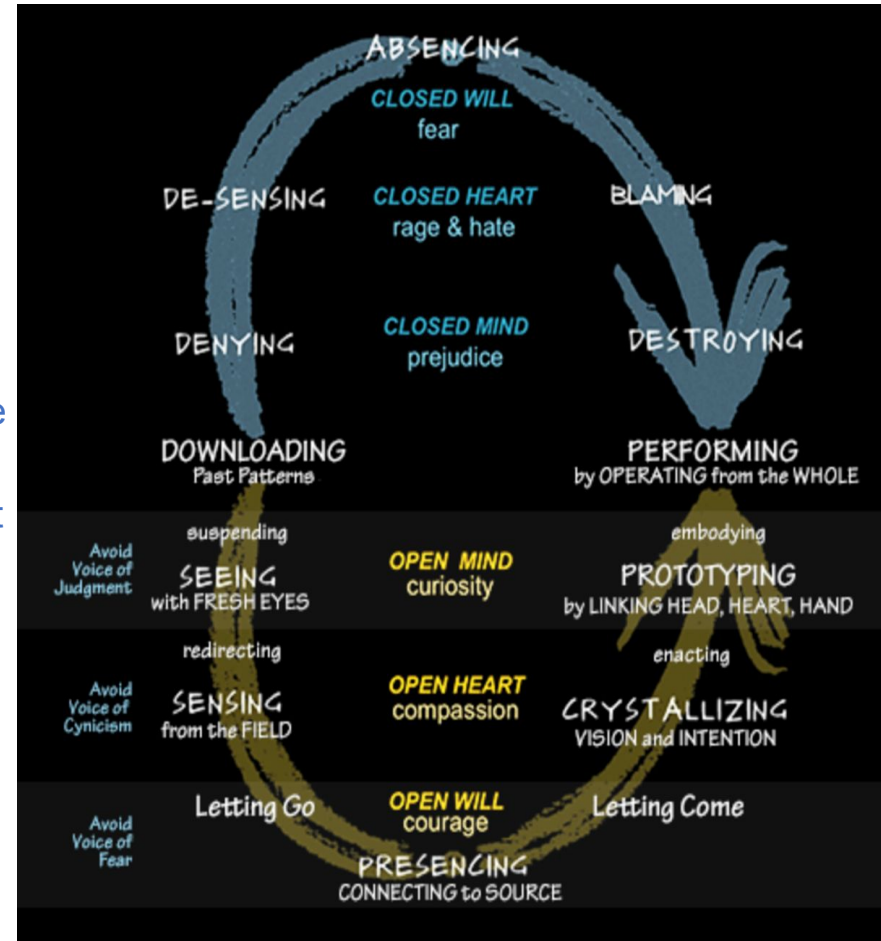 ABSENCING
CLOSED WILL
fear
DE-SENSING
CLOSED HEART
rage & hate
BLAMING
DENYING
CLOSED MIND
prejudice
DESTROYING
DOWNLOADING
Past Patterns
PERFORMING
by OPERATING from the WHOLE
Avoid
Voice of
Judgment
suspending
SEEING
with FRESH EYES
OPEN MIND
curiosity
embodying
PROTOTYPING
by LINKING HEAD, HEART, HAND
Avoid
Voice of
Cynicism
redirecting
SENSING
from the FIELD
OPEN HEART
compassion
enacting
CRYSTALLIZING
VISION and INTENTION
Avoid
Voice of
Fear
Letting Go
OPEN WILL
courage
Letting Come
PRESENCING
CONNECTING to SOURCE